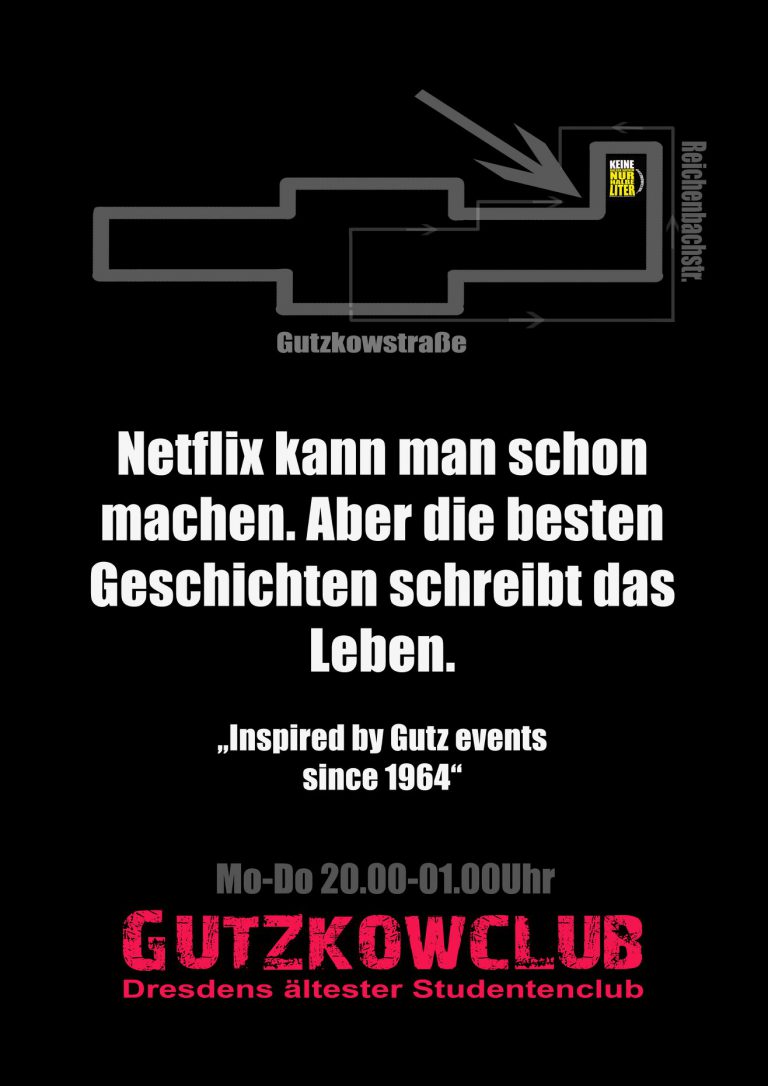 KEINE
NUR
HALBE
LITER
Reichenbachstr.
Gutzkowstraße
Netflix kann man schon
machen. Aber die besten
Geschichten schreibt das
Leben.
„Inspired by Gutz events
since 1964“
Mo-Do 20.00-01.00Uhr
GUTZKOWCLUB
Dresdens ältester Studentenclub